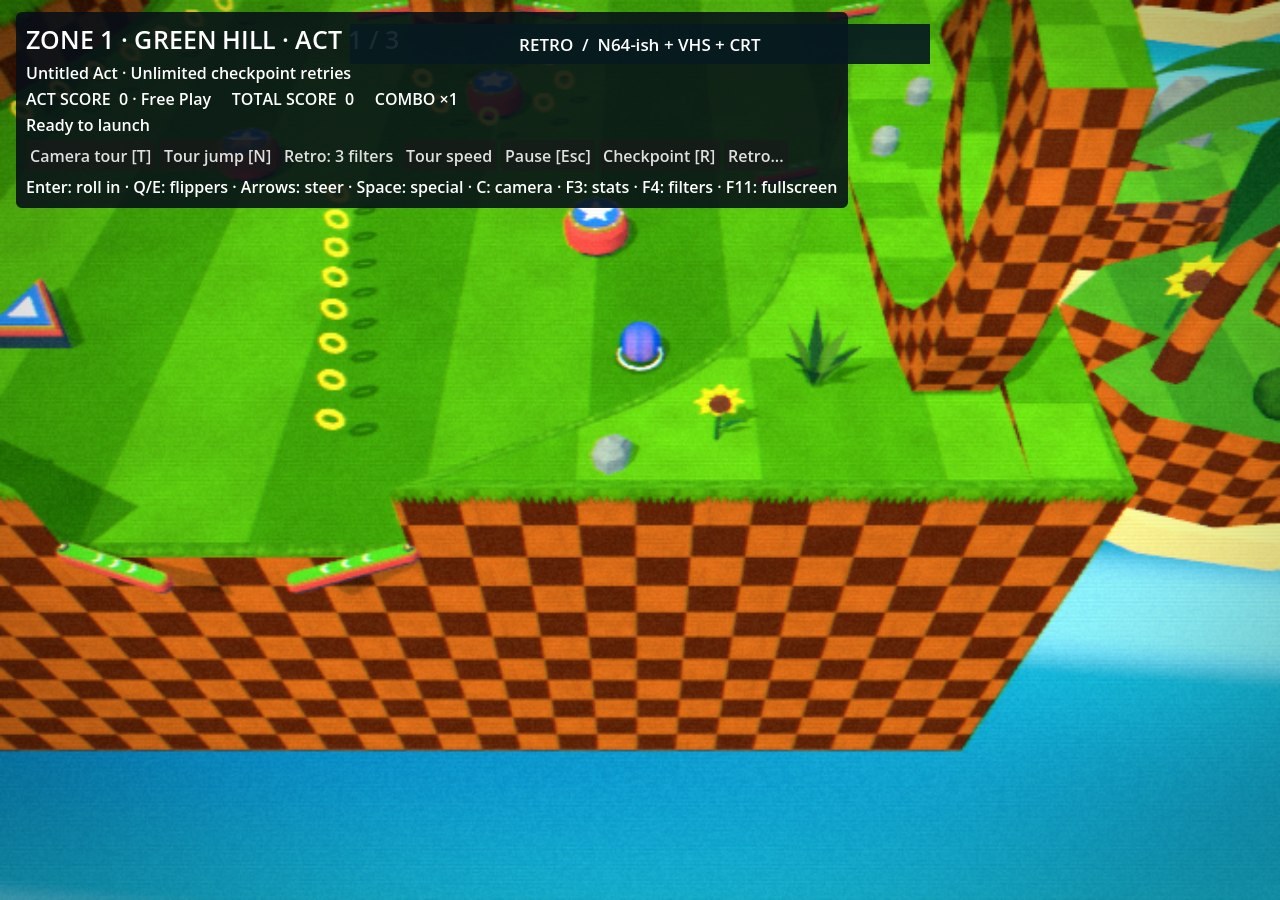 ZONE 1 · GREEN HILL · ACT 1 / 3
RETRO / N64-ish + VHS + CRT
Untitled Act · Unlimited checkpoint retries
ACT SCORE 0 · Free Play TOTAL SCORE 0 COMBO ×1
Ready to launch
Camera tour [T] Tour jump [N] Retro: 3 filters Tour speed Pause [Esc] Checkpoint [R] Retro...
Enter: roll in · Q/E: flippers · Arrows: steer · Space: special · C: camera · F3: stats · F4: filters · F11: fullscreen